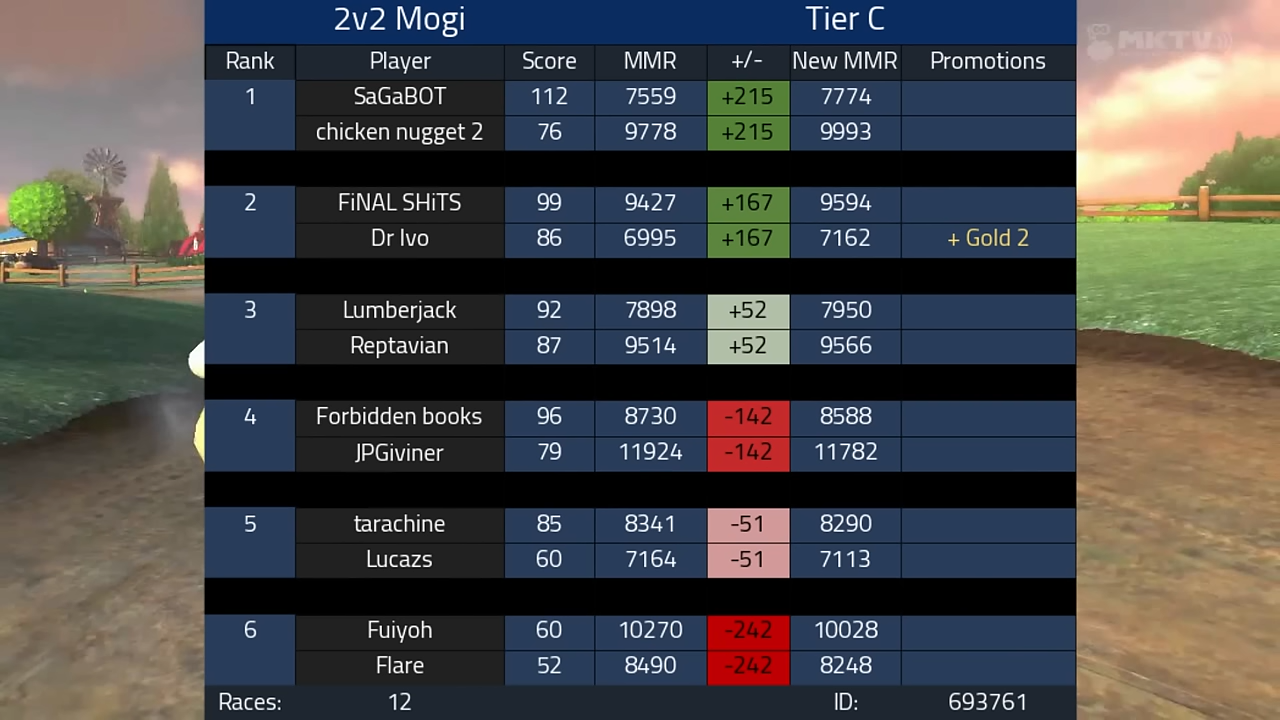 2v2 Mogi Tier C
MKTV
Rank Player Score MMR +/- New MMR Promotions
1 SaGaBOT 112 7559 +215 7774
chicken nugget 2 76 9778 +215 9993
2 FiNAL SHiTS 99 9427 +167 9594
Dr Ivo 86 6995 +167 7162 + Gold 2
3 Lumberjack 92 7898 +52 7950
Reptavian 87 9514 +52 9566
4 Forbidden books 96 8730 -142 8588
JPGiviner 79 11924 -142 11782
5 tarachine 85 8341 -51 8290
Lucazs 60 7164 -51 7113
6 Fuiyoh 60 10270 -242 10028
Flare 52 8490 -242 8248
Races: 12 ID: 693761